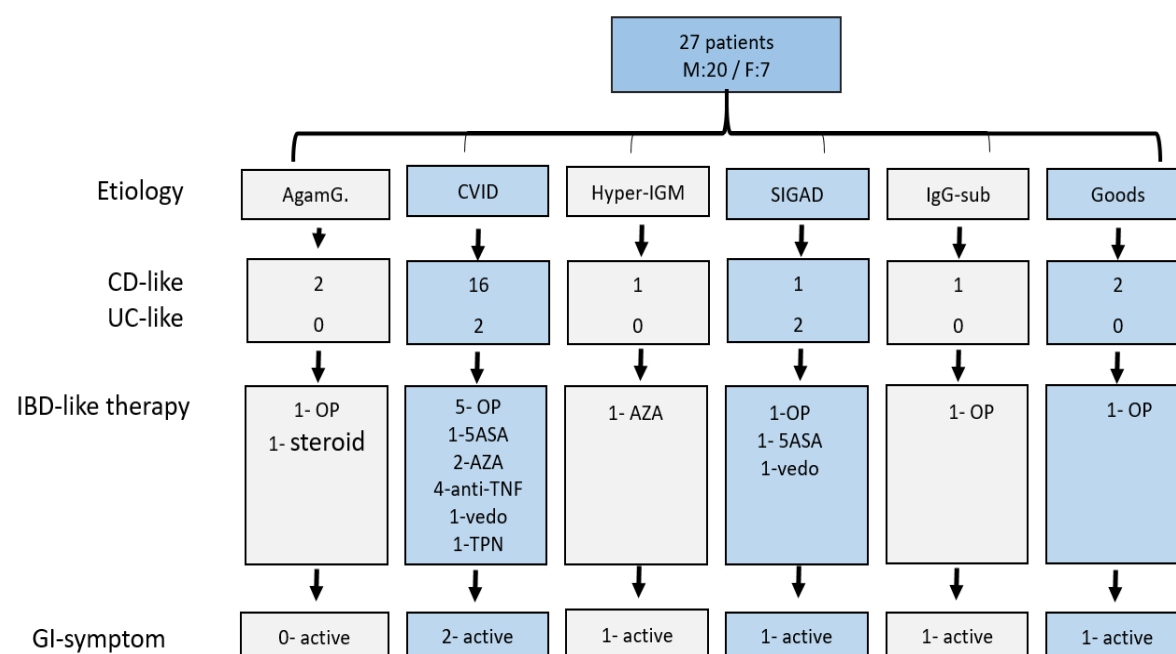 27 patients
M:20 / F:7
Etiology
AgamG.
CVID
Hyper-IGM
SIGAD
IgG-sub
Goods
CD-like
UC-like
2
0
16
2
1
0
1
2
1
0
2
0
IBD-like therapy
1- OP
1- steroid
5- OP
1-5ASA
2-AZA
4-anti-TNF
1-vedo
1-TPN
1- AZA
1-OP
1- 5ASA
1-vedo
1- OP
1- OP
GI-symptom
0- active
2- active
1- active
1- active
1- active
1- active